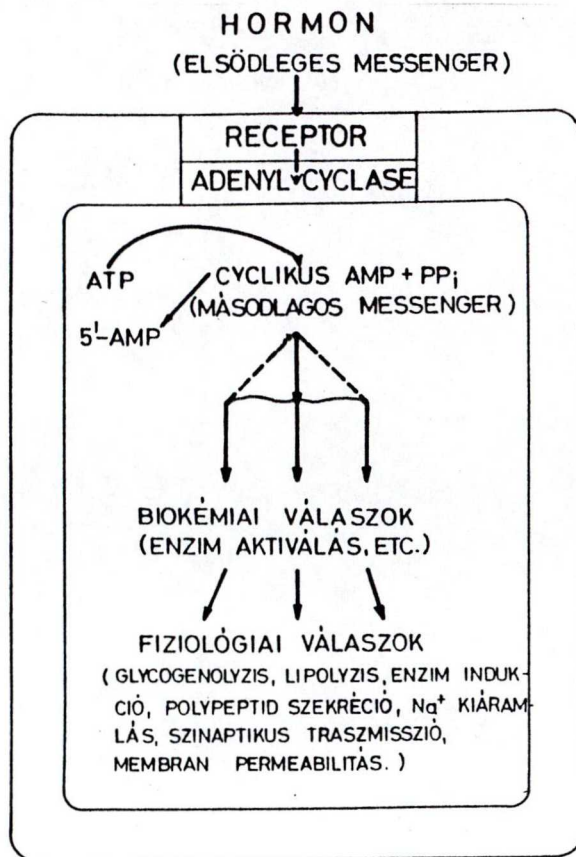 HORMON
(ELSÖDLEGES MESSENGER)
RECEPTOR
ADENYL-CYCLASE
ATP
CYCLIKUS AMP + PPi
(MÁSODLAGOS MESSENGER)
5'-AMP
BIOKÉMIAI VÁLASZOK
(ENZIM AKTIVÁLÁS, ETC.)
FIZIOLÓGIAI VÁLASZOK
(GLYCOGENOLYZIS, LIPOLYZIS, ENZIM INDUK-
CIÓ, POLYPEPTID SZEKRÉCIÓ, Na⁺ KIÁRAM-
LÁS, SZINAPTIKUS TRASZMISSZIÓ,
MEMBRAN PERMEABILITÁS.)